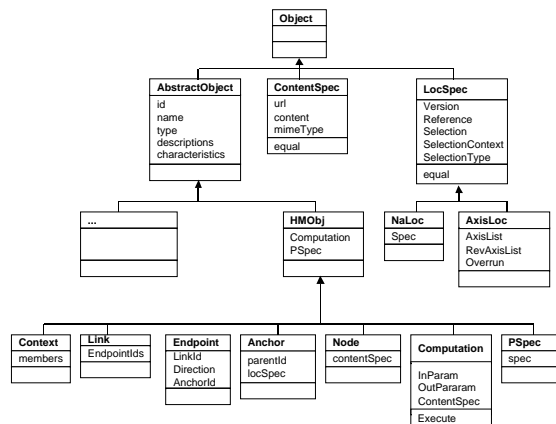 Object
AbstractObject
id
name
type
descriptions
characteristics
ContentSpec
url
content
mimeType
equal
LocSpec
Version
Reference
Selection
SelectionContext
SelectionType
equal
...
HMObj
Computation
PSpec
NaLoc
Spec
AxisLoc
AxisList
RevAxisList
Overrun
Context
members
Link
EndpointIds
Endpoint
LinkId
Direction
AnchorId
Anchor
parentId
locSpec
Node
contentSpec
Computation
InParam
OutPararam
ContentSpec
Execute
PSpec
spec